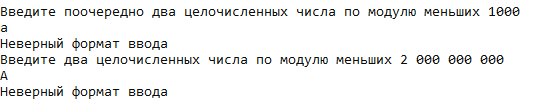 Введите поочередно два целочисленных числа по модулю меньших 1000
а
Неверный формат ввода
Введите два целочисленных числа по модулю меньших 2 000 000 000
А
Неверный формат ввода